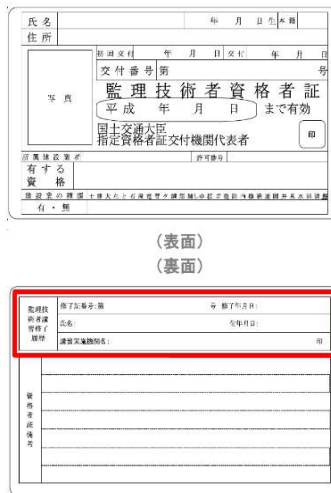 氏名 年 月 日生 本籍
住所
初回交付 年 月 日 交付 年 月 日
交付番号 第 号
写真
監理技術者資格者証
平成 年 月 日 まで有効
国土交通大臣
指定資格者証交付機関代表者 印
所属建設業者 許可番号
有する
資格
建設業の種類
有・無
(表面)
(裏面)
監理技術者講習修了履歴
修了証番号:第 号 修了年月日:
氏名: 生年月日:
講習実施機関名: 印
資格者証備考